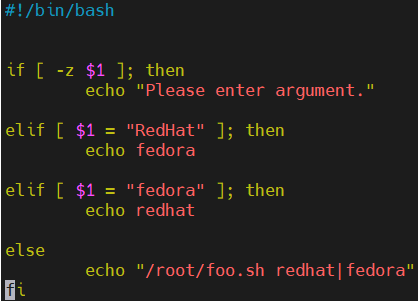 #!/bin/bash
if [ -z $1 ]; then
echo "Please enter argument."
elif [ $1 = "RedHat" ]; then
echo fedora
elif [ $1 = "fedora" ]; then
echo redhat
else
echo "/root/foo.sh redhat|fedora"
fi